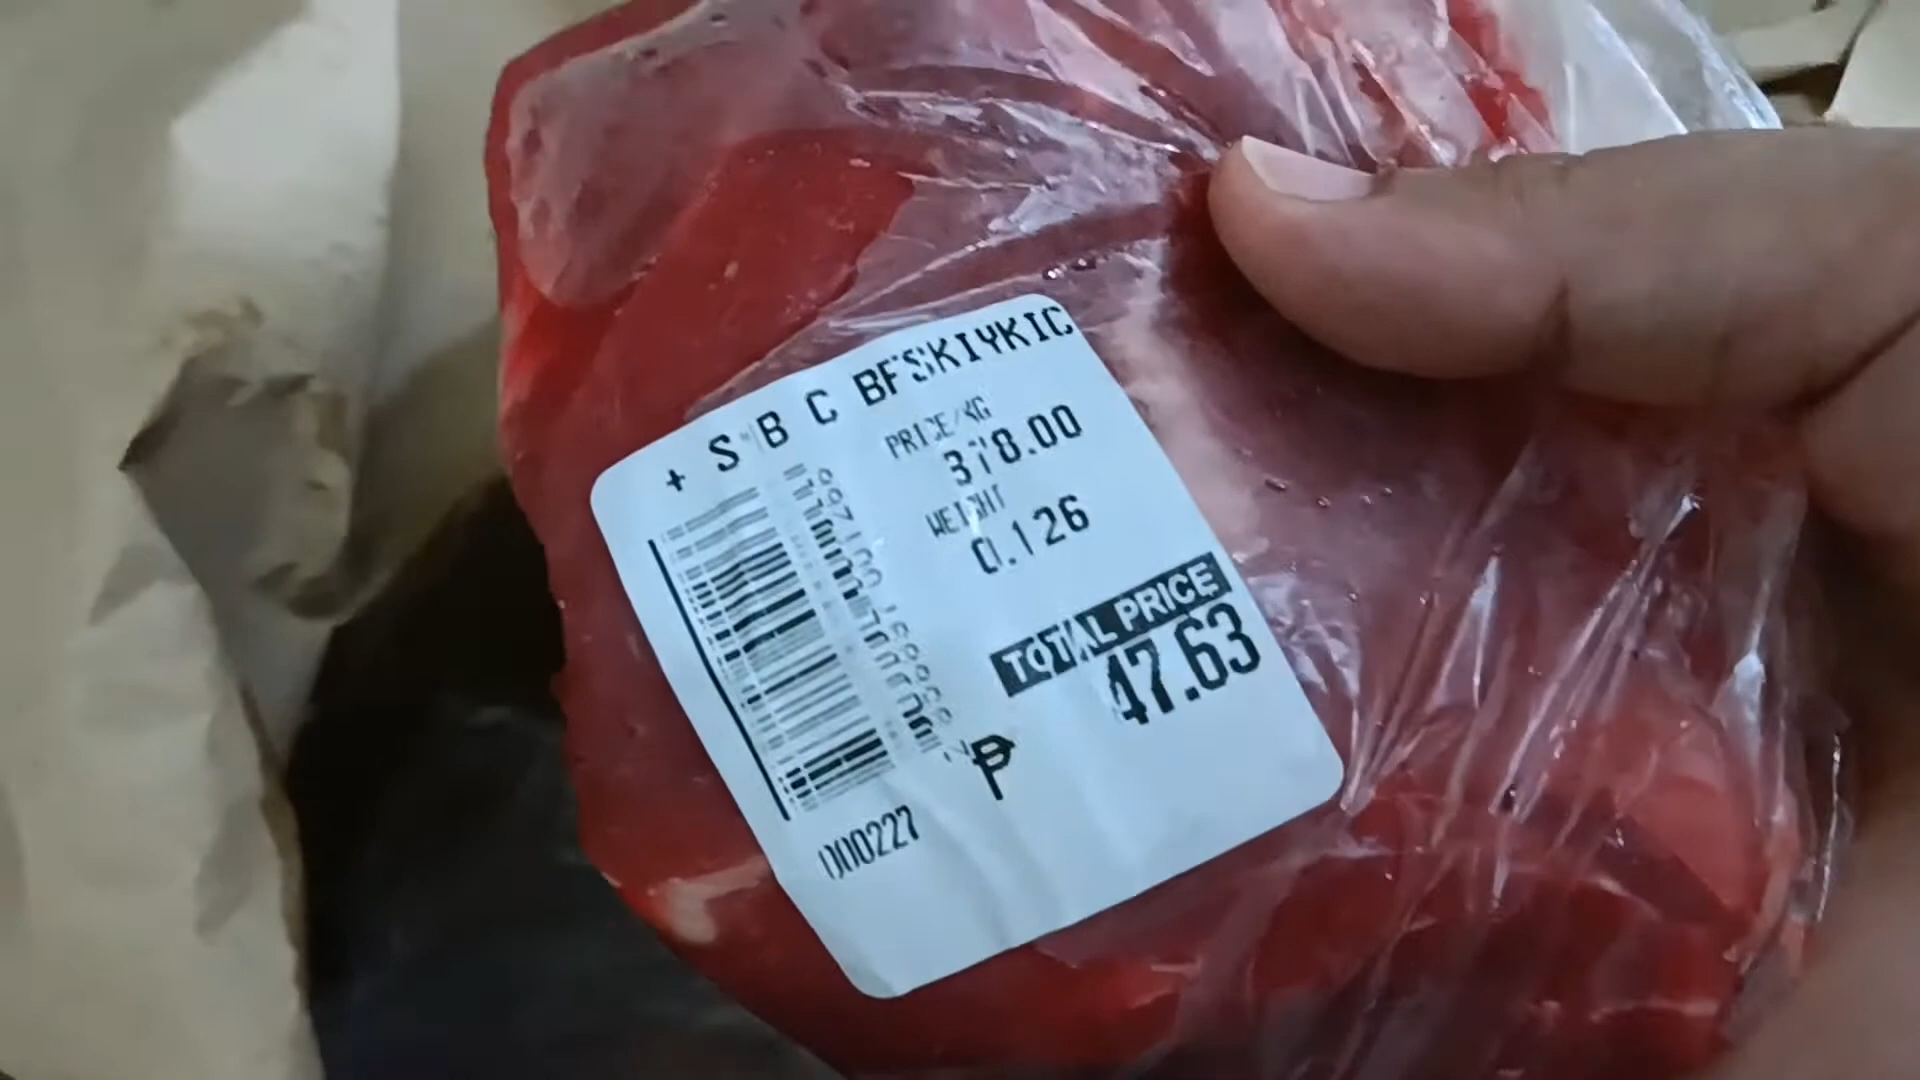 + S B C BFSKIYKIC
PRICE/KG
378.00
WEIGHT
0.126
TOTAL PRICE
47.63
₱
000227